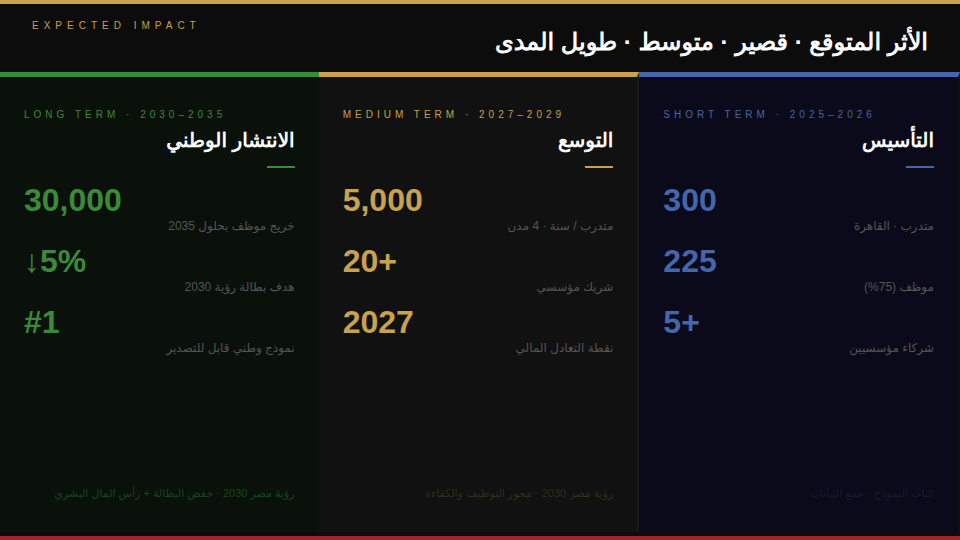 EXPECTED IMPACT
الأثر المتوقع · قصير · متوسط · طويل المدى
SHORT TERM · 2025–2026
التأسيس
300
متدرب · القاهرة
225
موظف (75%)
5+
شركاء مؤسسيين
إثبات النموذج · جمع البيانات
MEDIUM TERM · 2027–2029
التوسع
5,000
متدرب / سنة · 4 مدن
20+
شريك مؤسسي
2027
نقطة التعادل المالي
رؤية مصر 2030 · محور التوظيف والكفاءة
LONG TERM · 2030–2035
الانتشار الوطني
30,000
خريج موظف بحلول 2035
↓5%
هدف بطالة رؤية 2030
#1
نموذج وطني قابل للتصدير
رؤية مصر 2030 · خفض البطالة + رأس المال البشري